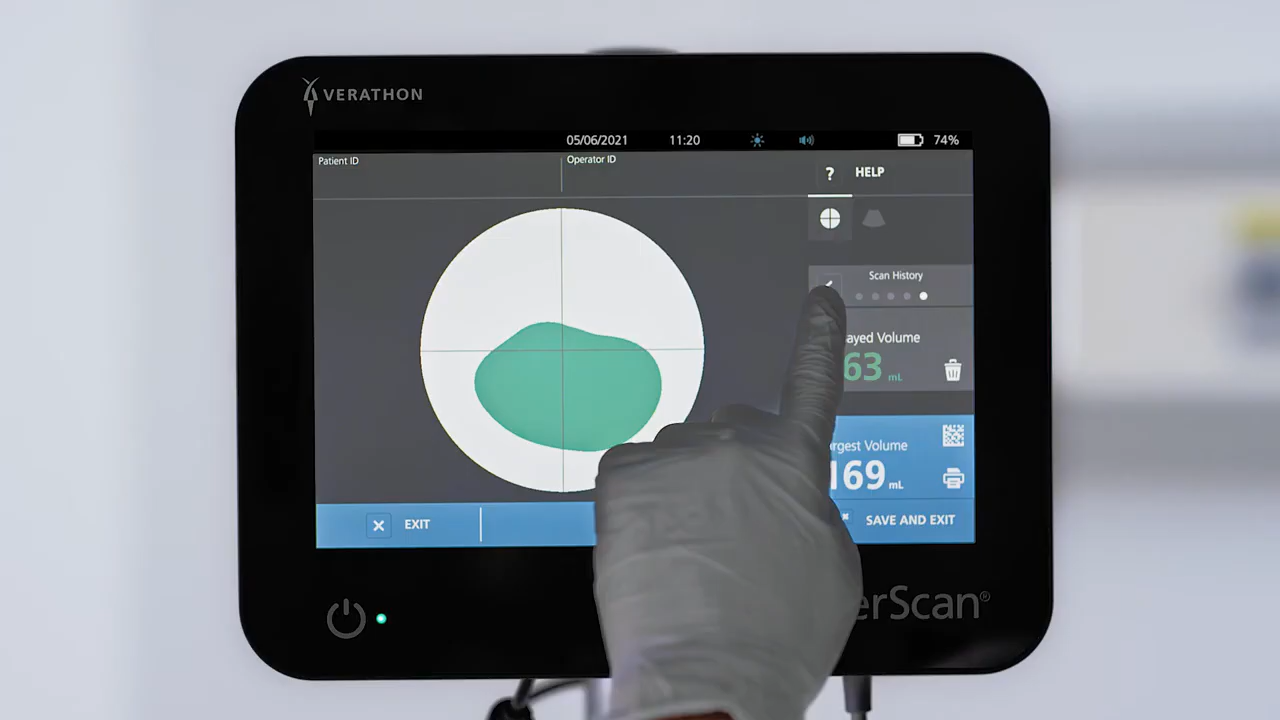 VERATHON
05/06/2021 11:20 74%
Patient ID
Operator ID
? HELP
Scan History
ayed Volume
63 mL
rgest Volume
169 mL
EXIT
SAVE AND EXIT
erScan®